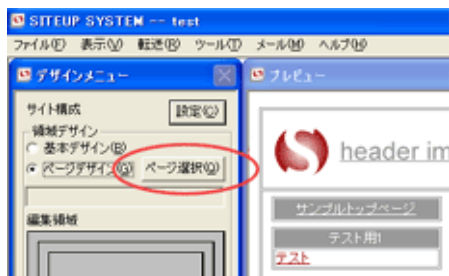 SITEUP SYSTEM -- test
ファイル(F) 表示(V) 転送(R) ツール(T) メール(M) ヘルプ(H)
デザインメニュー
プレビュー
サイト構成
設定(C)
領域デザイン
基本デザイン(B)
ページデザイン(G)
ページ選択(Q)
編集領域
header im
サンプルトップページ
テスト用1
テスト